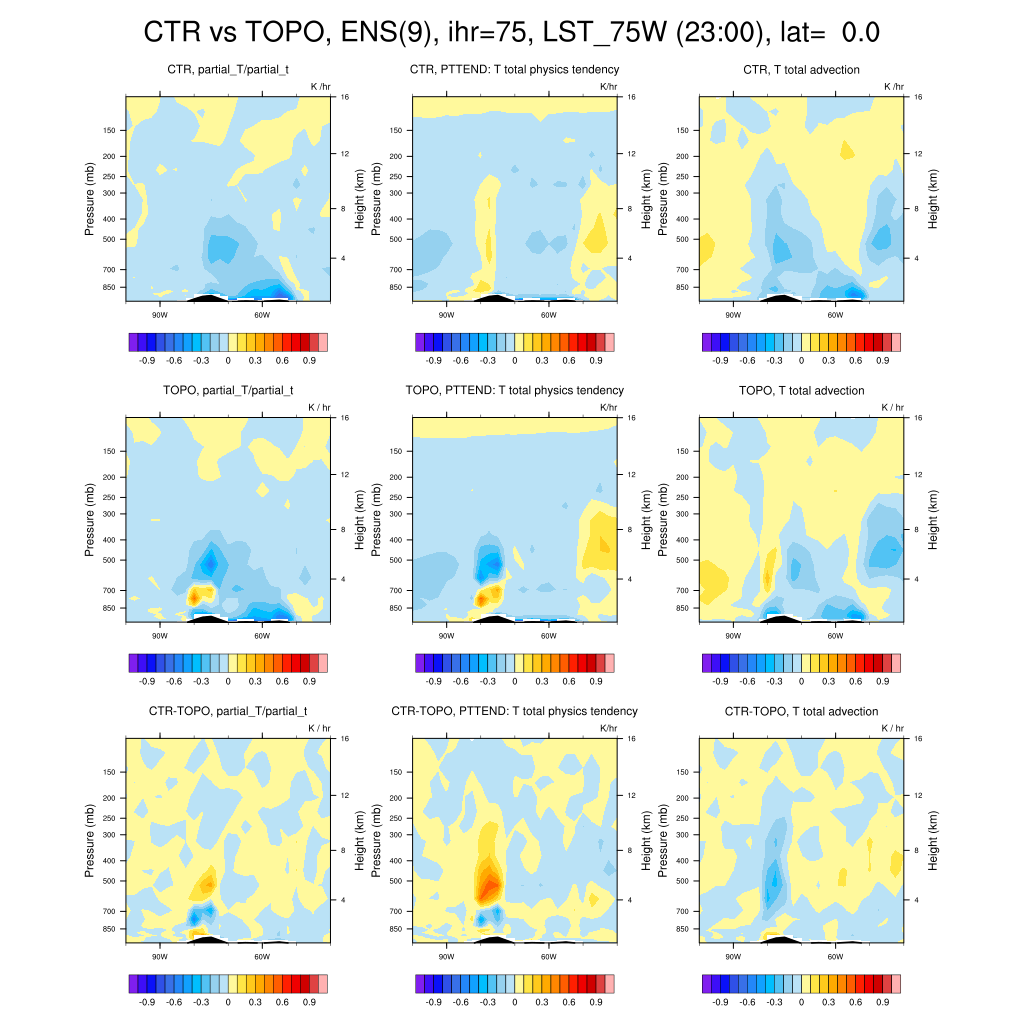 CTR vs TOPO, ENS(9), ihr=75, LST_75W (23:00), lat= 0.0
CTR, partial_T/partial_t
CTR, PTTEND: T total physics tendency
CTR, T total advection
K /hr
K/hr
K /hr
16
16
16
150
150
150
12
12
12
200
200
200
250
250
250
300
300
300
8
8
8
400
400
400
500
500
500
4
4
4
700
700
700
850
850
850
Pressure (mb)
Height (km)
Pressure (mb)
Height (km)
Pressure (mb)
Height (km)
90W 60W
90W 60W
90W 60W
-0.9 -0.6 -0.3 0 0.3 0.6 0.9
-0.9 -0.6 -0.3 0 0.3 0.6 0.9
-0.9 -0.6 -0.3 0 0.3 0.6 0.9
TOPO, partial_T/partial_t
TOPO, PTTEND: T total physics tendency
TOPO, T total advection
K / hr
K/hr
K / hr
16
16
16
150
150
150
12
12
12
200
200
200
250
250
250
300
300
300
8
8
8
400
400
400
500
500
500
4
4
4
700
700
700
850
850
850
Pressure (mb)
Height (km)
Pressure (mb)
Height (km)
Pressure (mb)
Height (km)
90W 60W
90W 60W
90W 60W
-0.9 -0.6 -0.3 0 0.3 0.6 0.9
-0.9 -0.6 -0.3 0 0.3 0.6 0.9
-0.9 -0.6 -0.3 0 0.3 0.6 0.9
CTR-TOPO, partial_T/partial_t
CTR-TOPO, PTTEND: T total physics tendency
CTR-TOPO, T total advection
K / hr
K/hr
K / hr
16
16
16
150
150
150
12
12
12
200
200
200
250
250
250
300
300
300
8
8
8
400
400
400
500
500
500
4
4
4
700
700
700
850
850
850
Pressure (mb)
Height (km)
Pressure (mb)
Height (km)
Pressure (mb)
Height (km)
90W 60W
90W 60W
90W 60W
-0.9 -0.6 -0.3 0 0.3 0.6 0.9
-0.9 -0.6 -0.3 0 0.3 0.6 0.9
-0.9 -0.6 -0.3 0 0.3 0.6 0.9